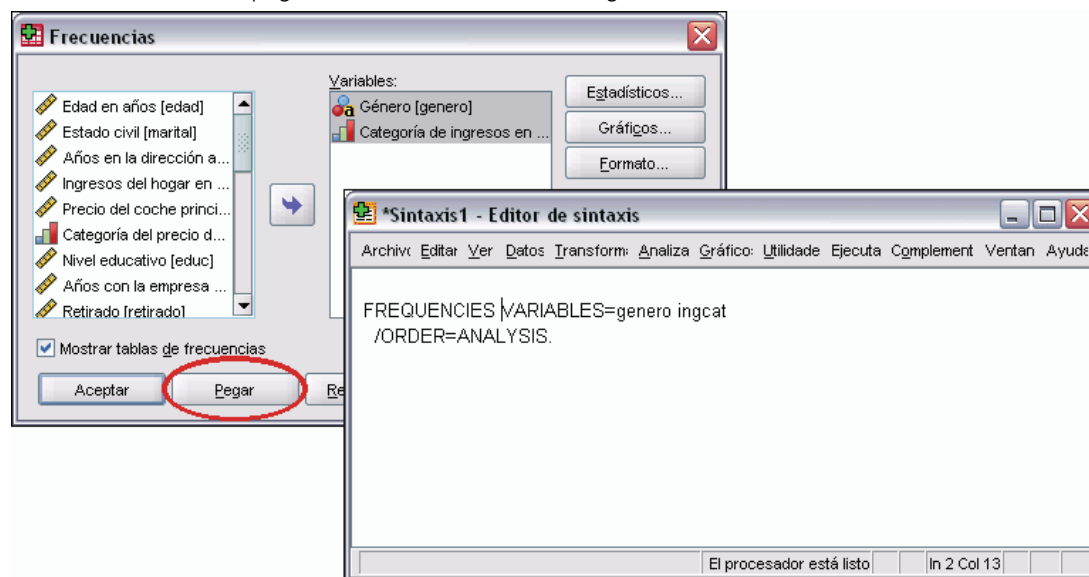 Frecuencias
Variables:
Edad en años [edad]
Estado civil [marital]
Años en la dirección a...
Ingresos del hogar en ...
Precio del coche princi...
Categoría del precio d...
Nivel educativo [educ]
Años con la empresa ...
Retirado [retirado]
Género [genero]
Categoría de ingresos en ...
Estadísticos...
Gráficos...
Formato...
Mostrar tablas de frecuencias
Aceptar
Pegar
Re
*Sintaxis1 - Editor de sintaxis
Archivo Editar Ver Datos Transform: Analiza Gráfico: Utilidade Ejecuta Complement Ventan Ayuda
FREQUENCIES VARIABLES=genero ingcat
/ORDER=ANALYSIS.
El procesador está listo
In 2 Col 13